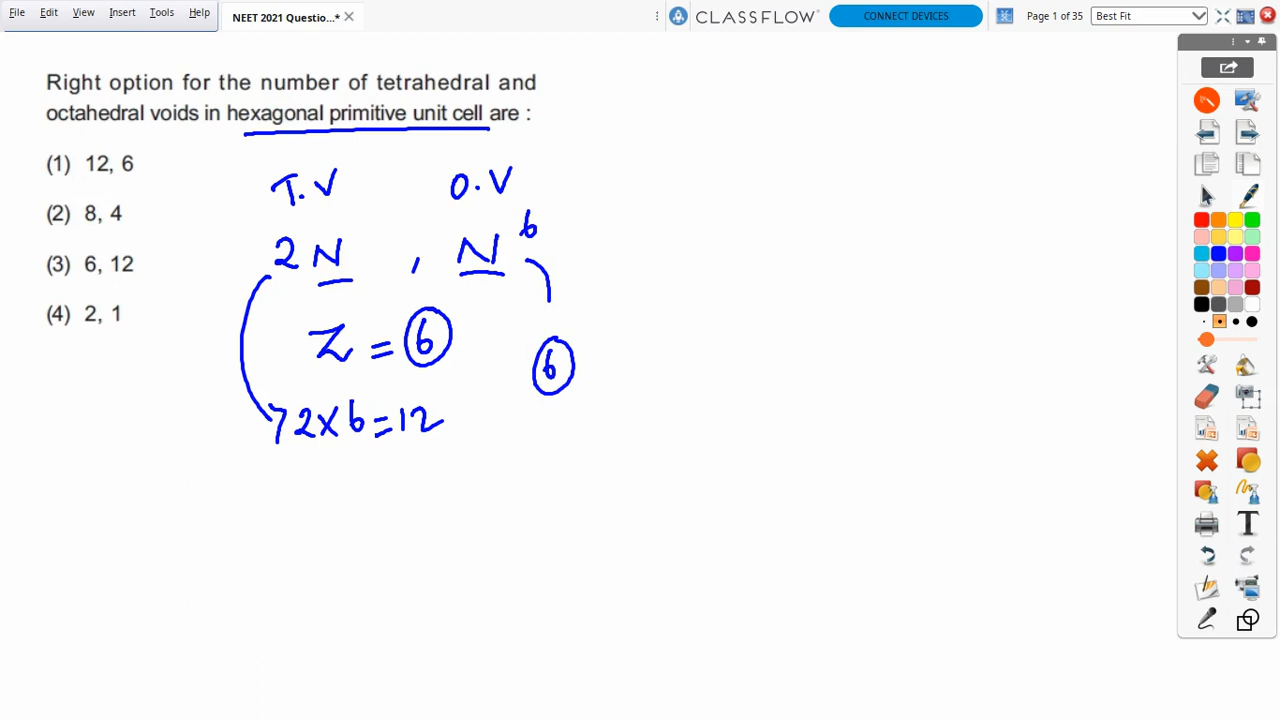 File Edit View Insert Tools Help
NEET 2021 Questio...*
CLASSFLOW
CONNECT DEVICES
Page 1 of 35
Best Fit
Right option for the number of tetrahedral and
octahedral voids in hexagonal primitive unit cell are :
(1) 12, 6
(2) 8, 4
(3) 6, 12
(4) 2, 1
T.V O.V
2N , N 6
Z = 6
6
2x6=12